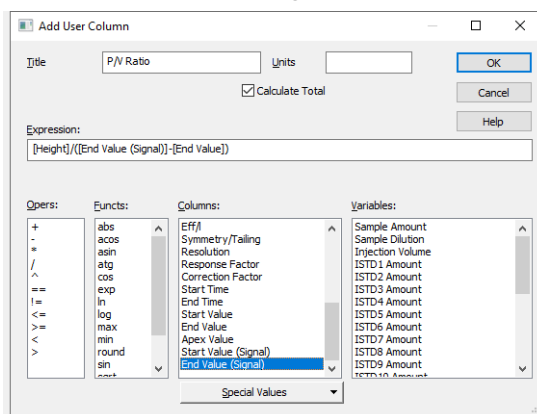 Add User Column
Title P/V Ratio Units OK
Calculate Total Cancel
Help
Expression:
[Height]/([End Value (Signal)]-[End Value])
Opers: Functs: Columns: Variables:
+ abs Eff/l Sample Amount
- acos Symmetry/Tailing Sample Dilution
* asin Resolution Injection Volume
/ atg Response Factor ISTD1 Amount
^ cos Correction Factor ISTD2 Amount
== exp Start Time ISTD3 Amount
!= ln End Time ISTD4 Amount
<= log Start Value ISTD5 Amount
>= max End Value ISTD6 Amount
< min Apex Value ISTD7 Amount
> round Start Value (Signal) ISTD8 Amount
sin End Value (Signal) ISTD9 Amount
ISTD10 Amount
Special Values